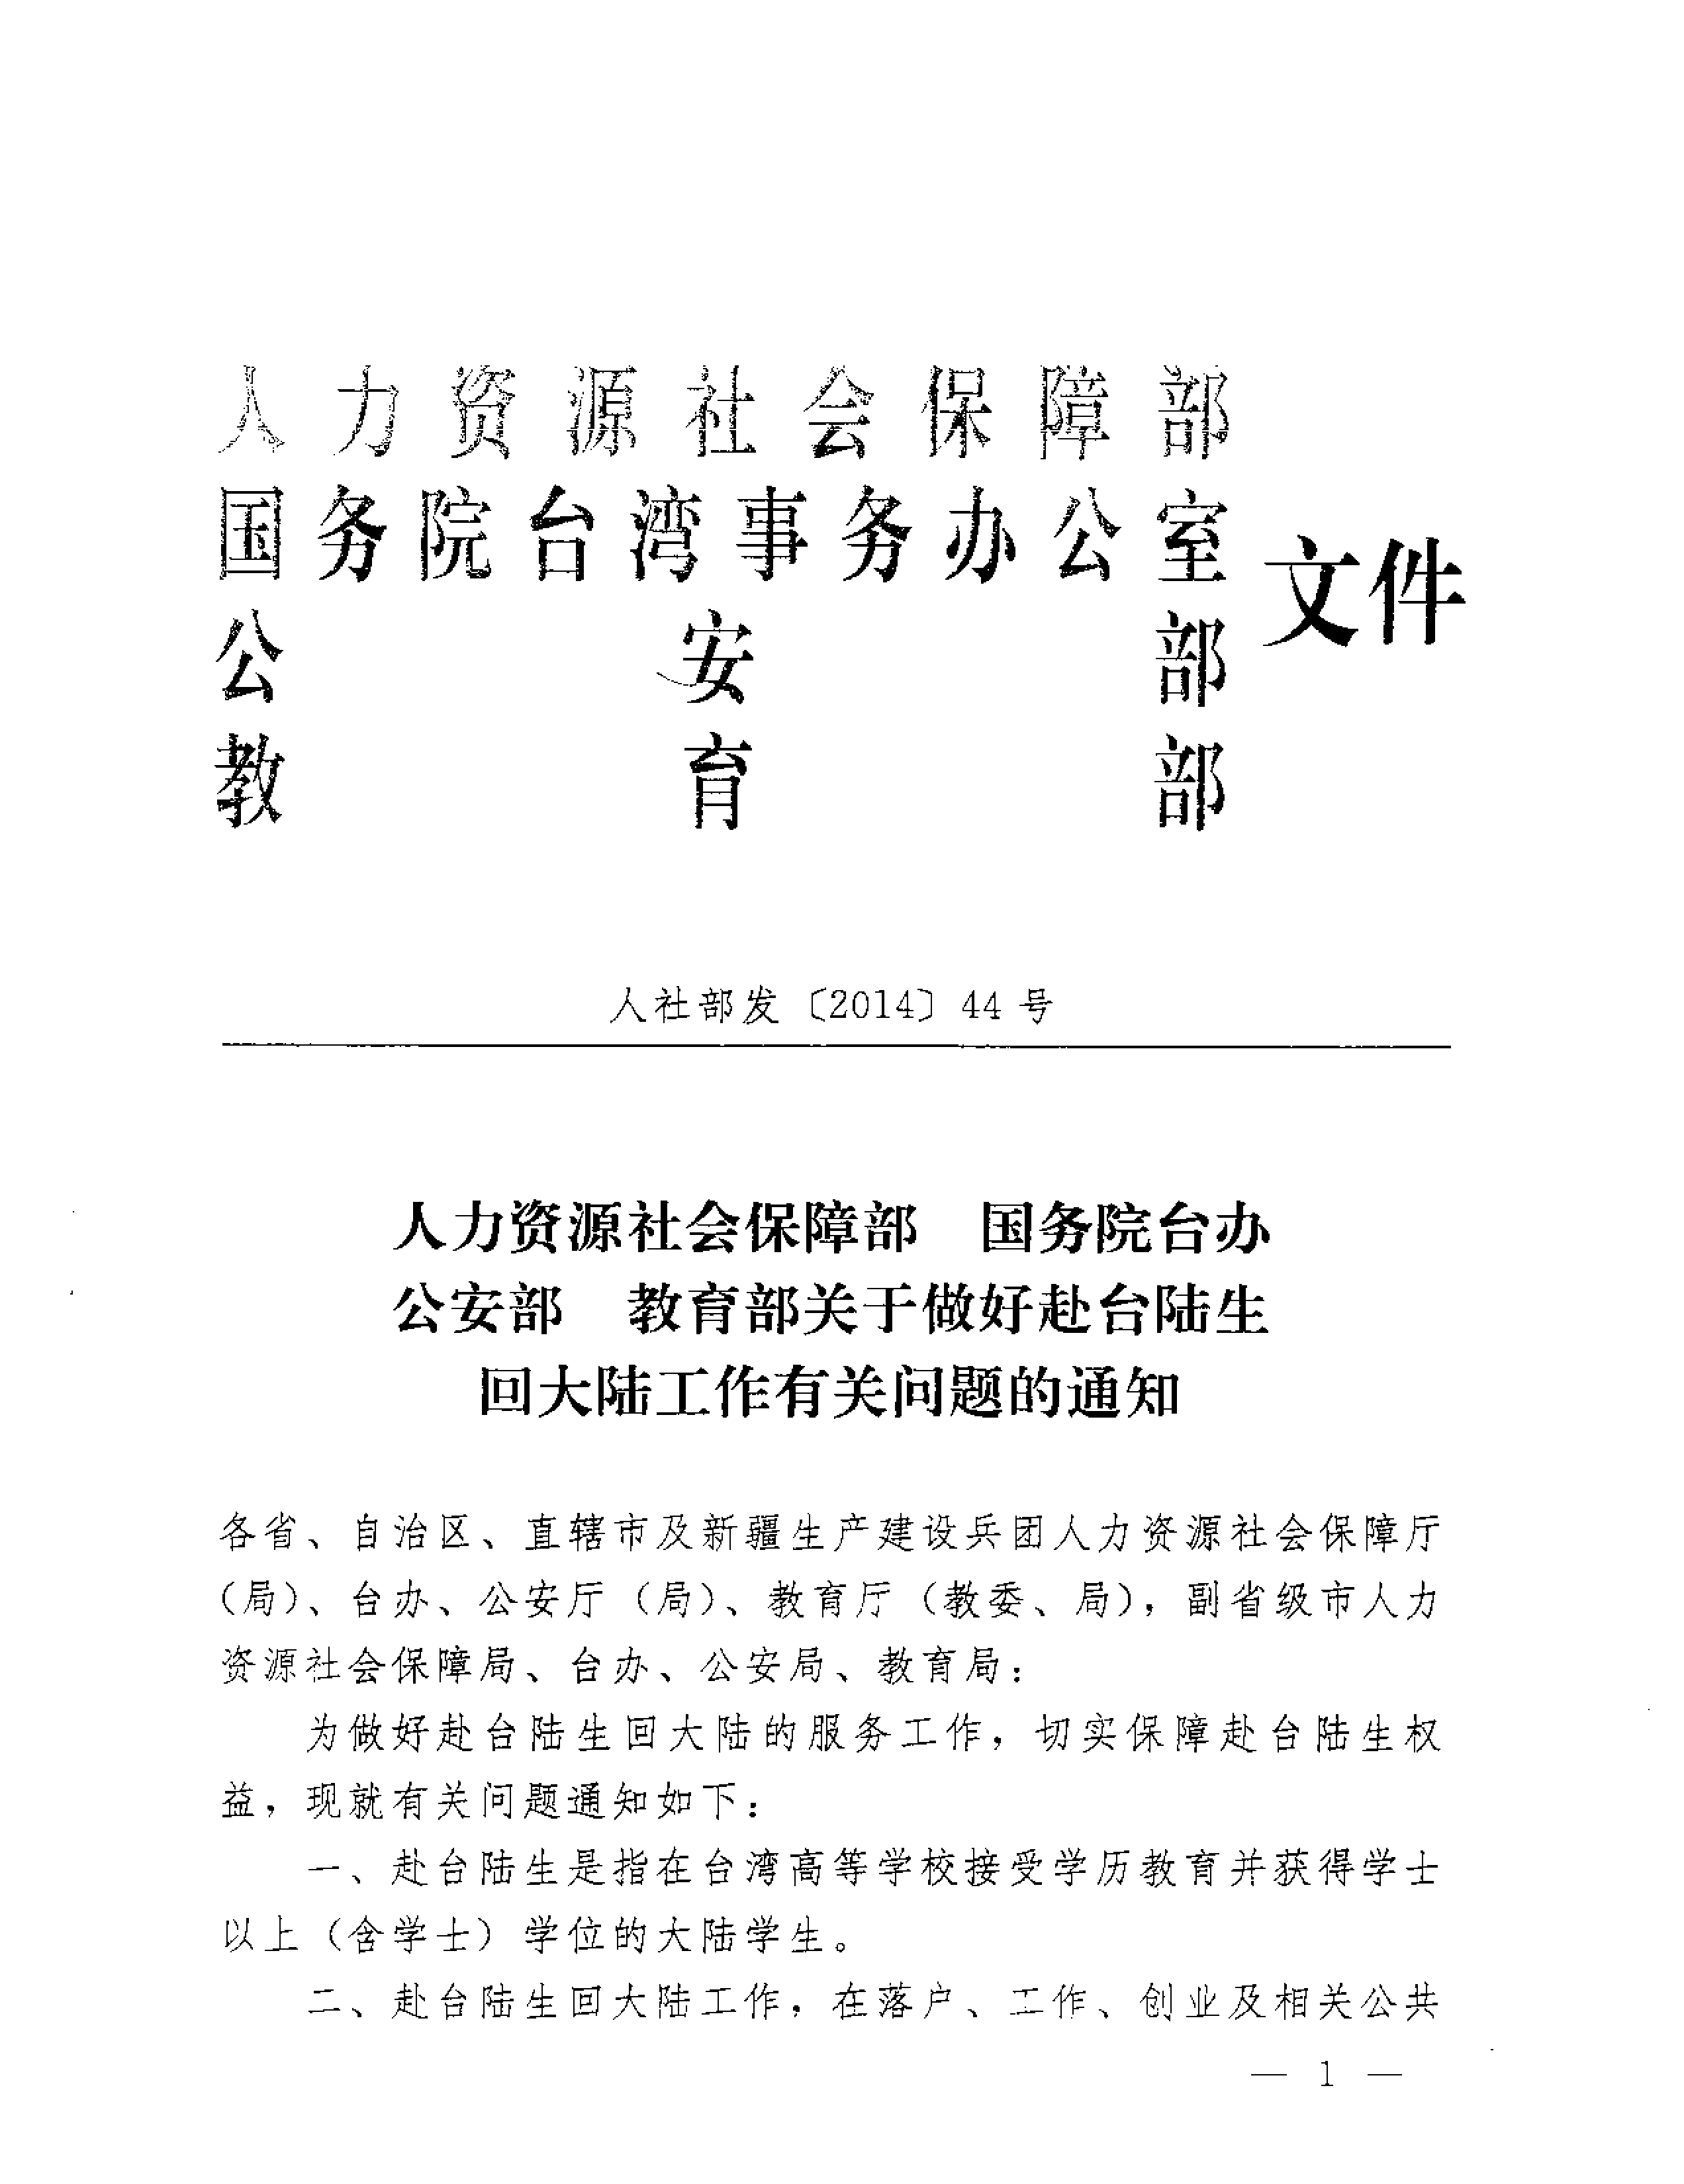 人力资源社会保障部
国务院台湾事务办公室
文件
公安部
教育部
人社部发〔2014〕44号
人力资源社会保障部　国务院台办
公安部　教育部关于做好赴台陆生
回大陆工作有关问题的通知
各省、自治区、直辖市及新疆生产建设兵团人力资源社会保障厅
（局）、台办、公安厅（局）、教育厅（教委、局），副省级市人力
资源社会保障局、台办、公安局、教育局：
为做好赴台陆生回大陆的服务工作，切实保障赴台陆生权
益，现就有关问题通知如下：
一、赴台陆生是指在台湾高等学校接受学历教育并获得学士
以上（含学士）学位的大陆学生。
二、赴台陆生回大陆工作，在落户、工作、创业及相关公共
— 1 —